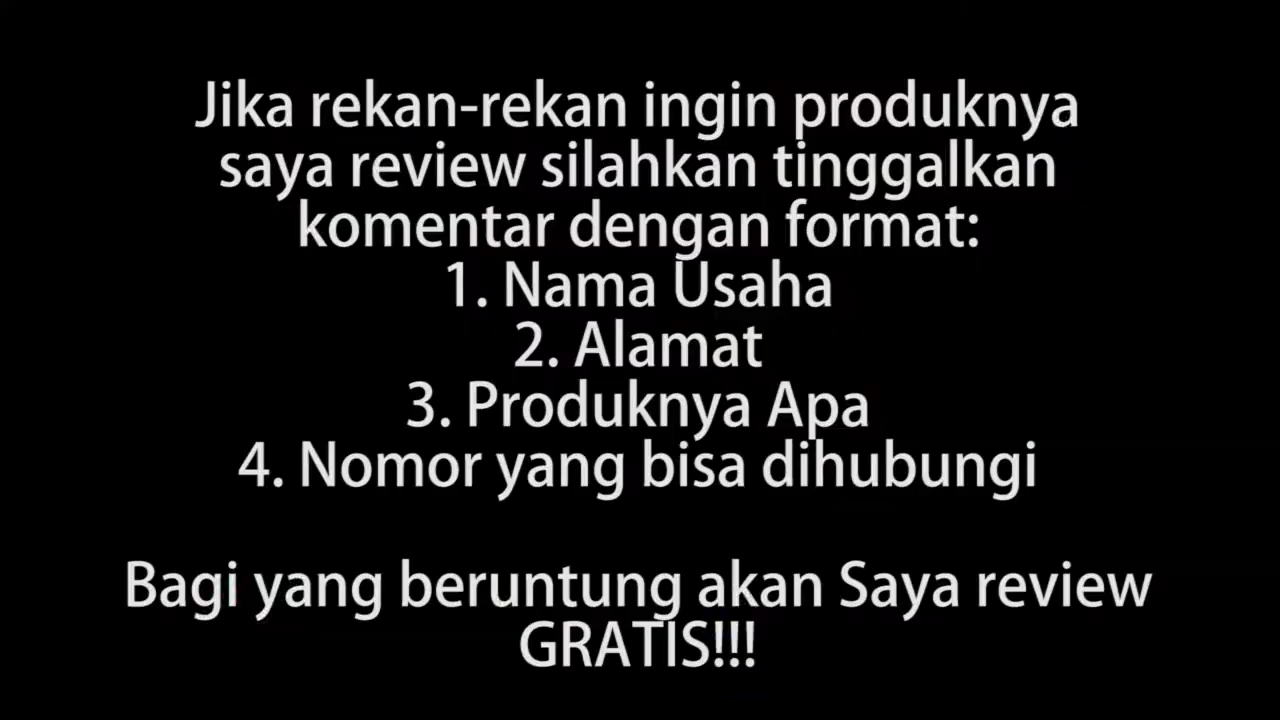 Jika rekan-rekan ingin produknya
saya review silahkan tinggalkan
komentar dengan format:
1. Nama Usaha
2. Alamat
3. Produknya Apa
4. Nomor yang bisa dihubungi
Bagi yang beruntung akan Saya review
GRATIS!!!